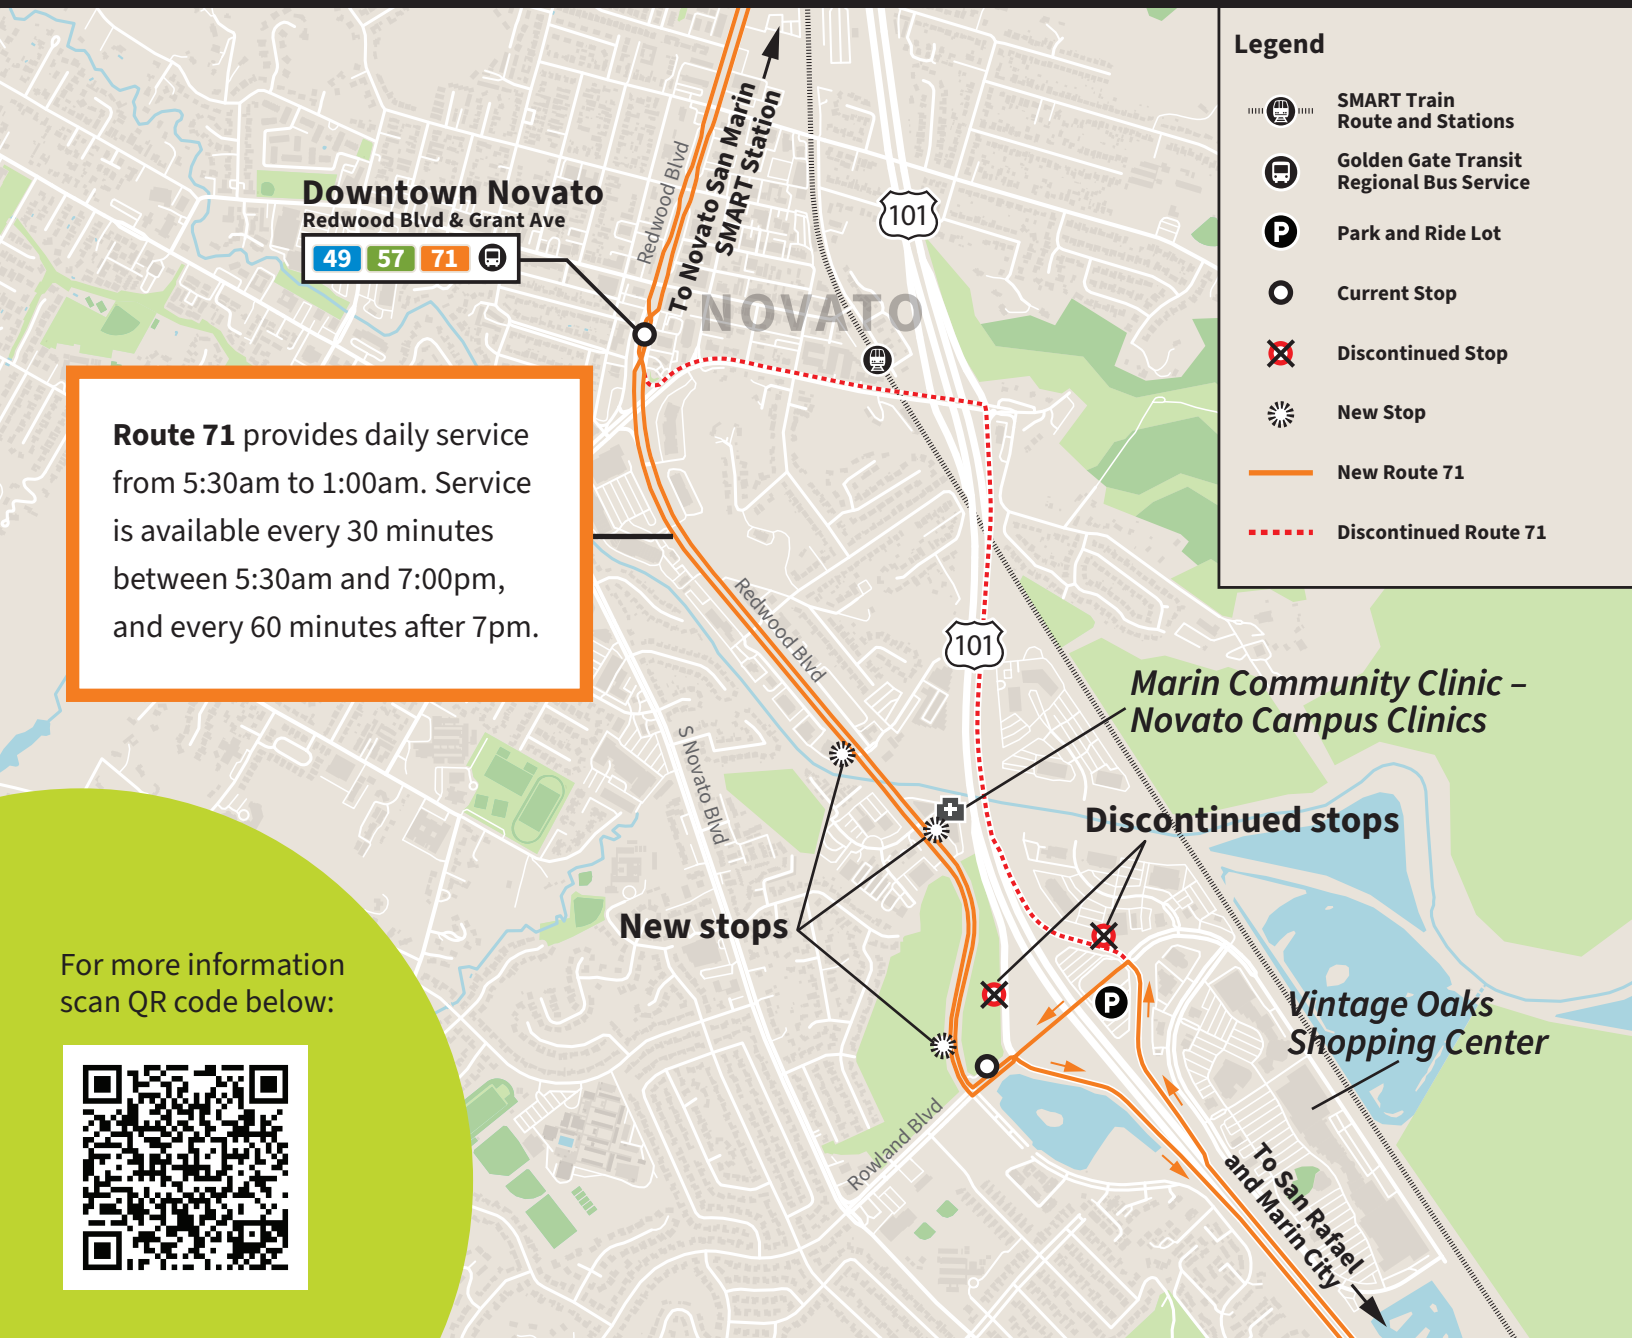 Legend
SMART Train
Route and Stations
Golden Gate Transit
Regional Bus Service
P
Park and Ride Lot
Current Stop
Discontinued Stop
New Stop
New Route 71
Discontinued Route 71
Redwood Blvd
To Novato San Marin
SMART Station
101
Downtown Novato
Redwood Blvd & Grant Ave
49 57 71
NOVATO
Route 71 provides daily service
from 5:30am to 1:00am. Service
is available every 30 minutes
between 5:30am and 7:00pm,
and every 60 minutes after 7pm.
Redwood Blvd
101
Marin Community Clinic –
Novato Campus Clinics
S Novato Blvd
Discontinued stops
New stops
P
Vintage Oaks
Shopping Center
Rowland Blvd
To San Rafael
and Marin City
For more information
scan QR code below: